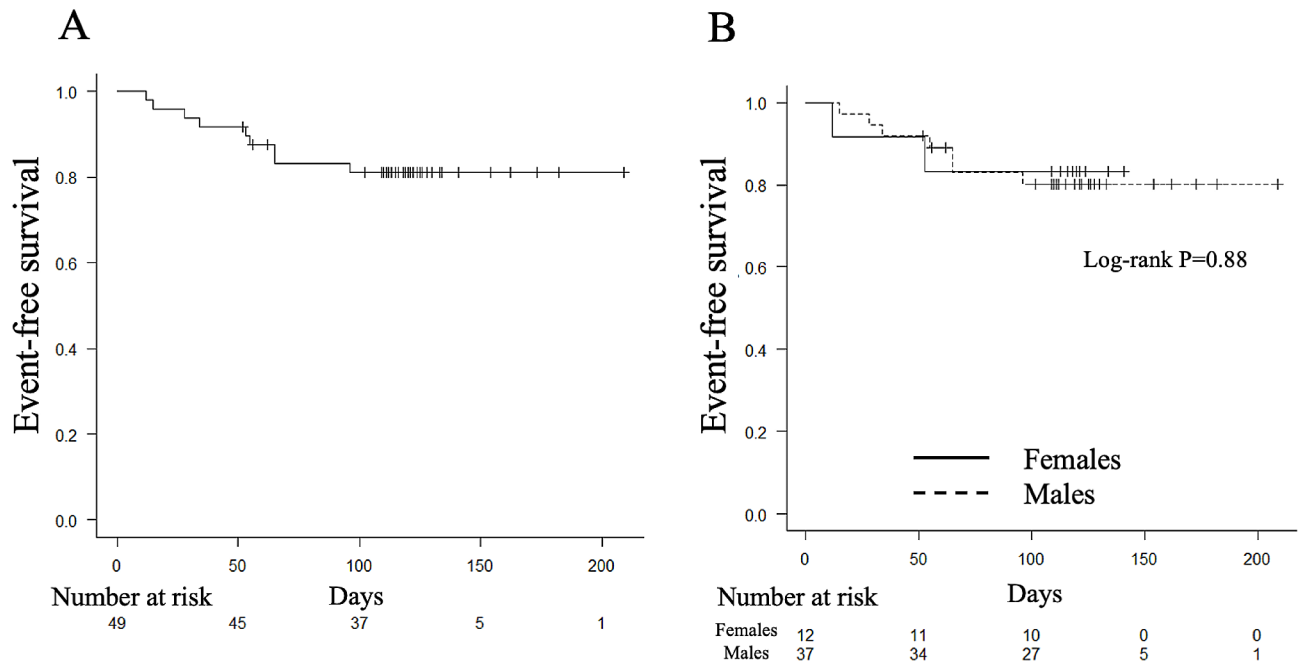 A
Event-free survival
1.0
0.8
0.6
0.4
0.2
0.0
0 50 100 150 200
Number at risk Days
49 45 37 5 1
B
Event-free survival
1.0
0.8
0.6
0.4
0.2
0.0
Log-rank P=0.88
Females
Males
0 50 100 150 200
Number at risk Days
Females 12 11 10 0 0
Males 37 34 27 5 1